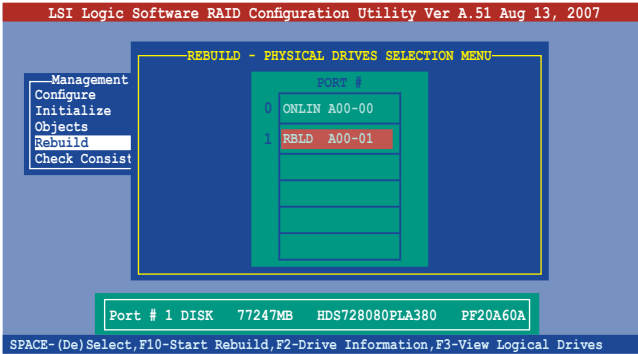 LSI Logic Software RAID Configuration Utility Ver A.51 Aug 13, 2007
REBUILD - PHYSICAL DRIVES SELECTION MENU
Management
Configure
Initialize
Objects
Rebuild
Check Consist
PORT #
0 ONLIN A00-00
1 RBLD A00-01
Port # 1 DISK 77247MB HDS728080PLA380 PF20A60A
SPACE-(De)Select,F10-Start Rebuild,F2-Drive Information,F3-View Logical Drives